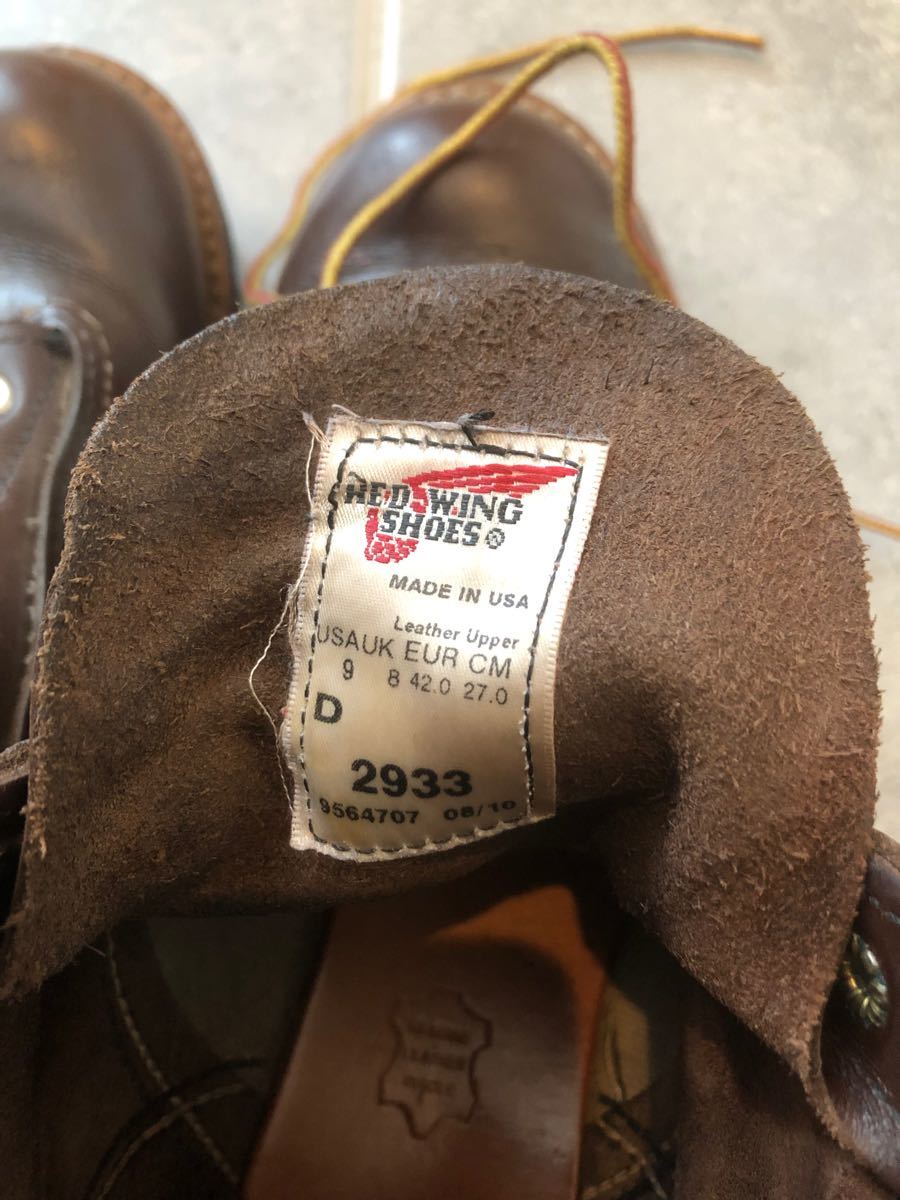 RED WING
SHOES®
MADE IN USA
Leather Upper
USA UK EUR CM
9 8 42.0 27.0
D
2933
9564707 08/10
LEATHER